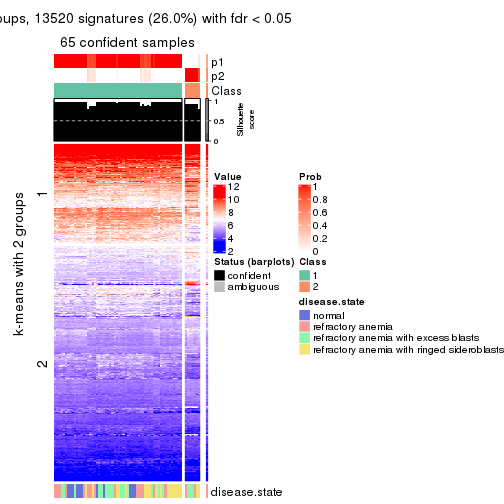 oups, 13520 signatures (26.0%) with fdr < 0.05
65 confident samples
p1
p2
Class
1
0.5
0
Silhouette
score
k-means with 2 groups
1
2
Value
12
10
8
6
4
2
Prob
1
0.8
0.6
0.4
0.2
0
Status (barplots)
confident
ambiguous
Class
1
2
disease.state
normal
refractory anemia
refractory anemia with excess blasts
refractory anemia with ringed sideroblasts
disease.state